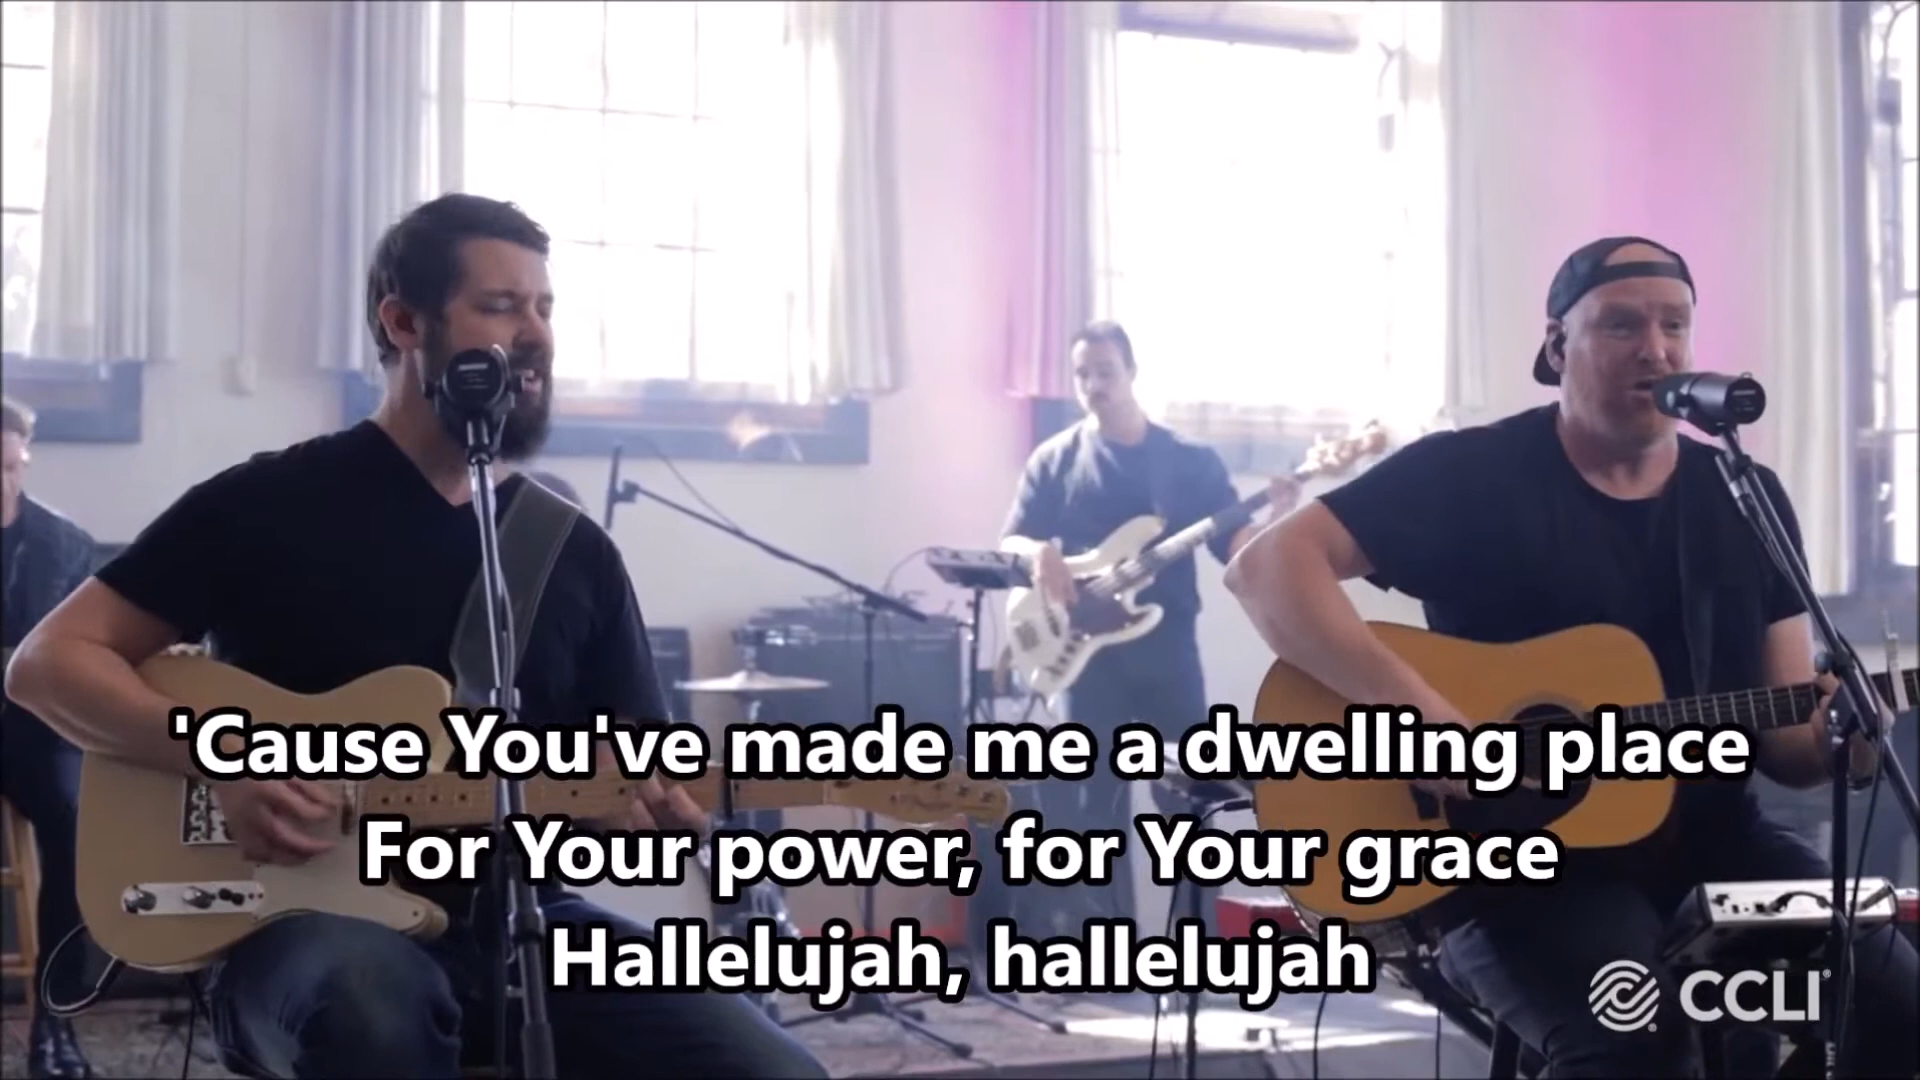 'Cause You've made me a dwelling place
For Your power, for Your grace
Hallelujah, hallelujah
CCLI®